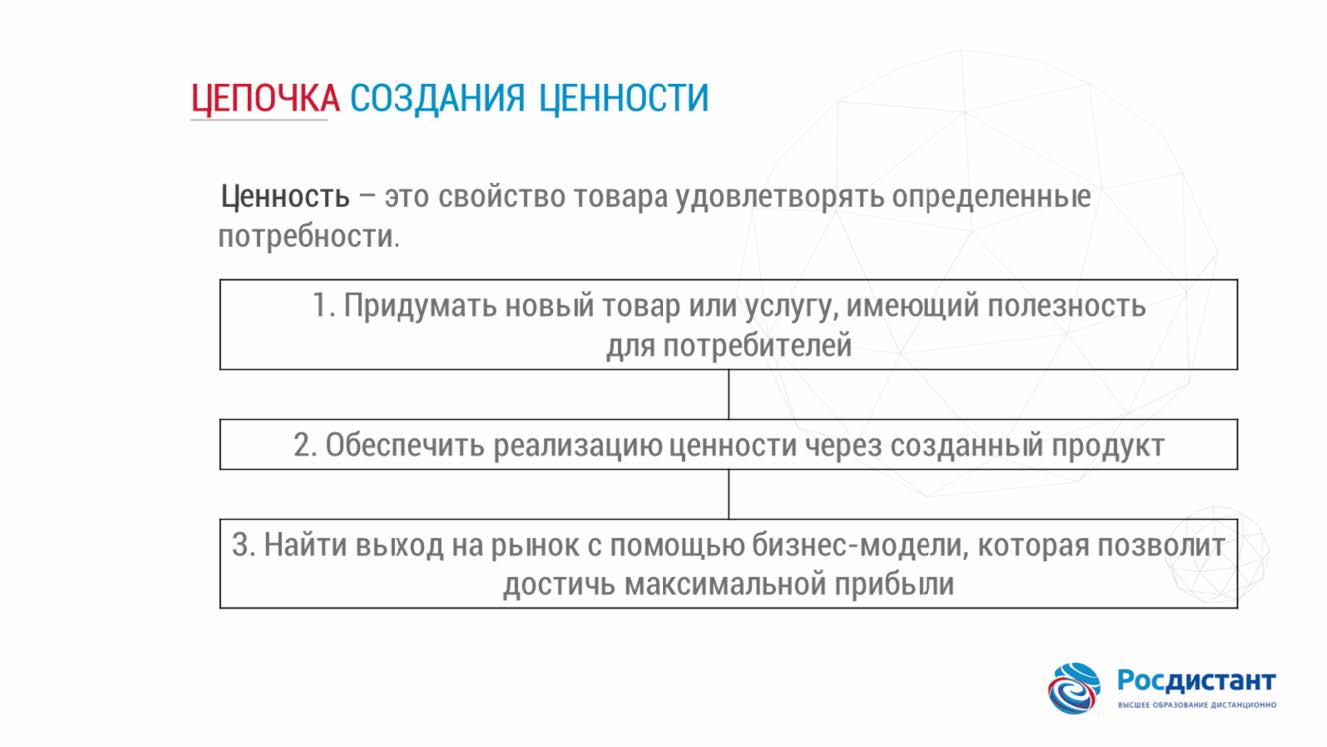 ЦЕПОЧКА СОЗДАНИЯ ЦЕННОСТИ
Ценность – это свойство товара удовлетворять определенные
потребности.
1. Придумать новый товар или услугу, имеющий полезность
для потребителей
2. Обеспечить реализацию ценности через созданный продукт
3. Найти выход на рынок с помощью бизнес-модели, которая позволит
достичь максимальной прибыли
Росдистант
ВЫСШЕЕ ОБРАЗОВАНИЕ ДИСТАНЦИОННО